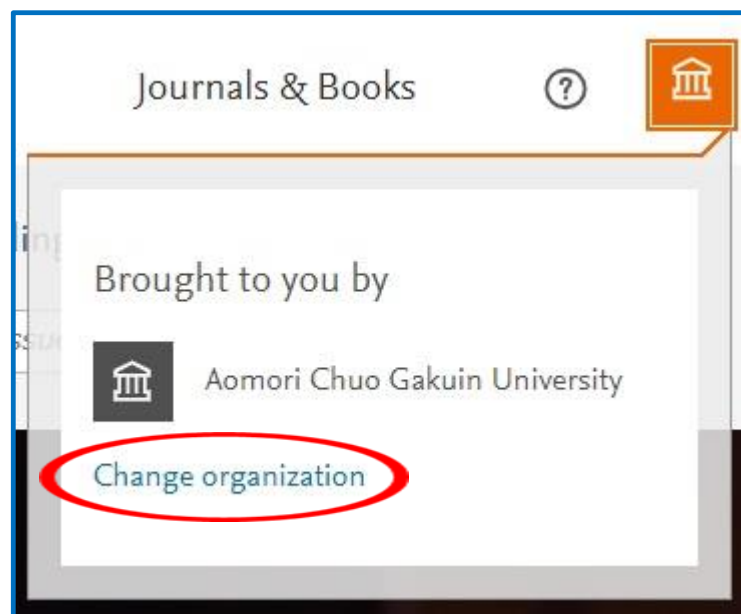 Journals & Books
?
Brought to you by
Aomori Chuo Gakuin University
Change organization